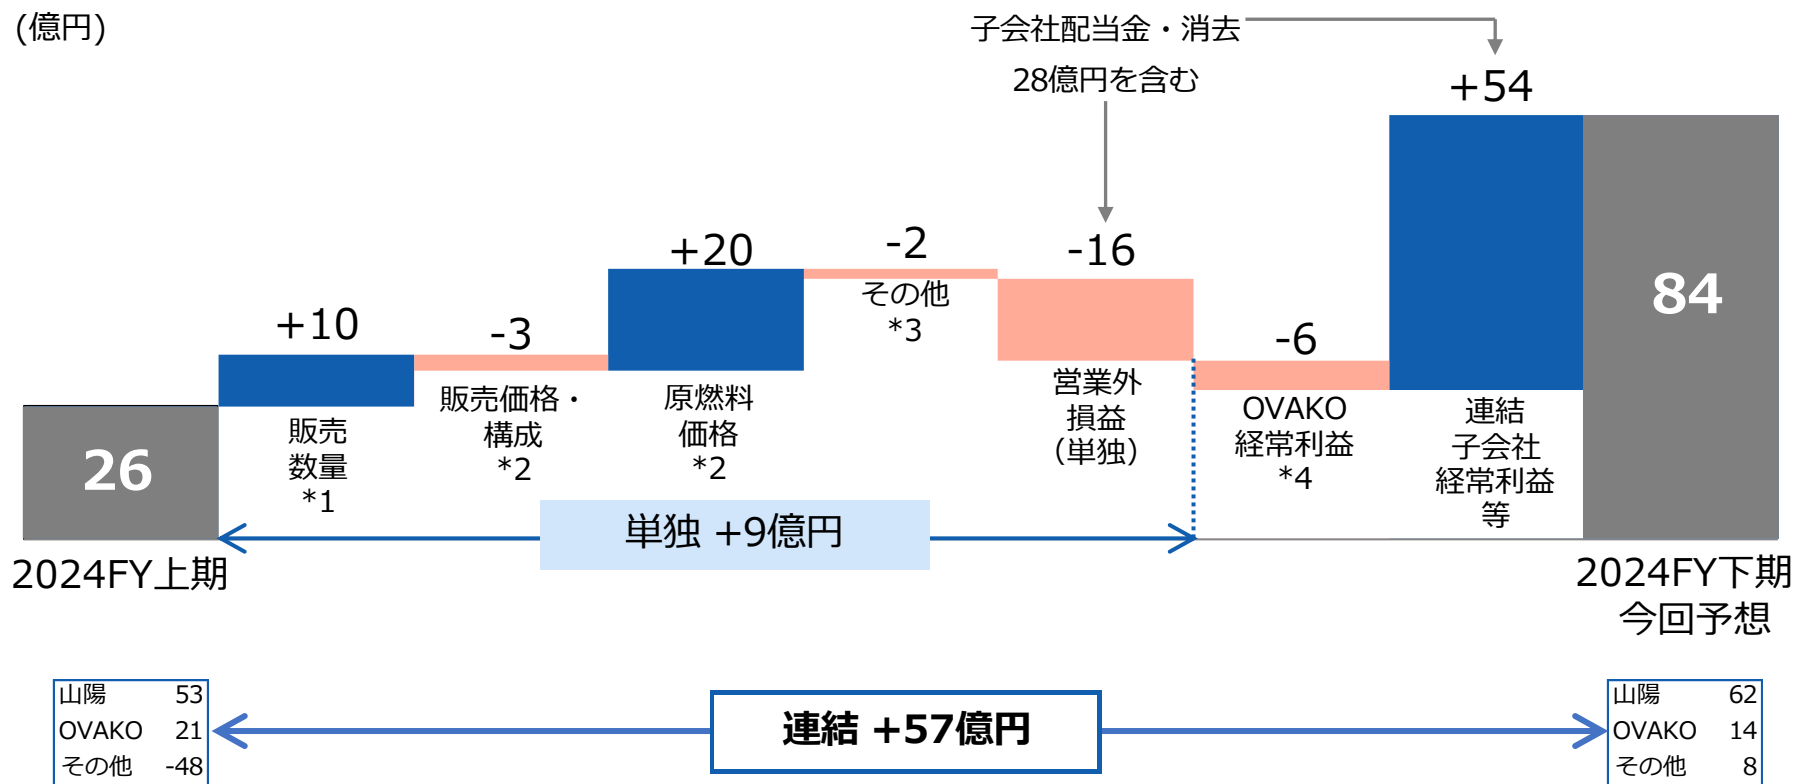 (億円)
子会社配当金・消去
28億円を含む
+54
+20
-2
-16
その他
*3
84
+10
-3
-6
営業外
損益
（単独）
販売価格・
構成
*2
原燃料
価格
*2
OVAKO
経常利益
*4
連結
子会社
経常利益
等
販売
数量
*1
26
単独 +9億円
2024FY上期
2024FY下期
今回予想
山陽 53
OVAKO 21
その他 -48
連結 +57億円
山陽 62
OVAKO 14
その他 8